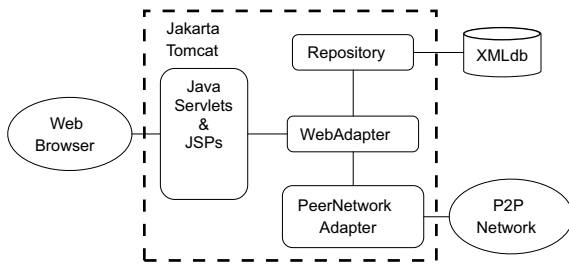 Jakarta
Tomcat
Repository
XMLdb
Java
Servlets
&
JSPs
Web
Browser
WebAdapter
PeerNetwork
Adapter
P2P
Network